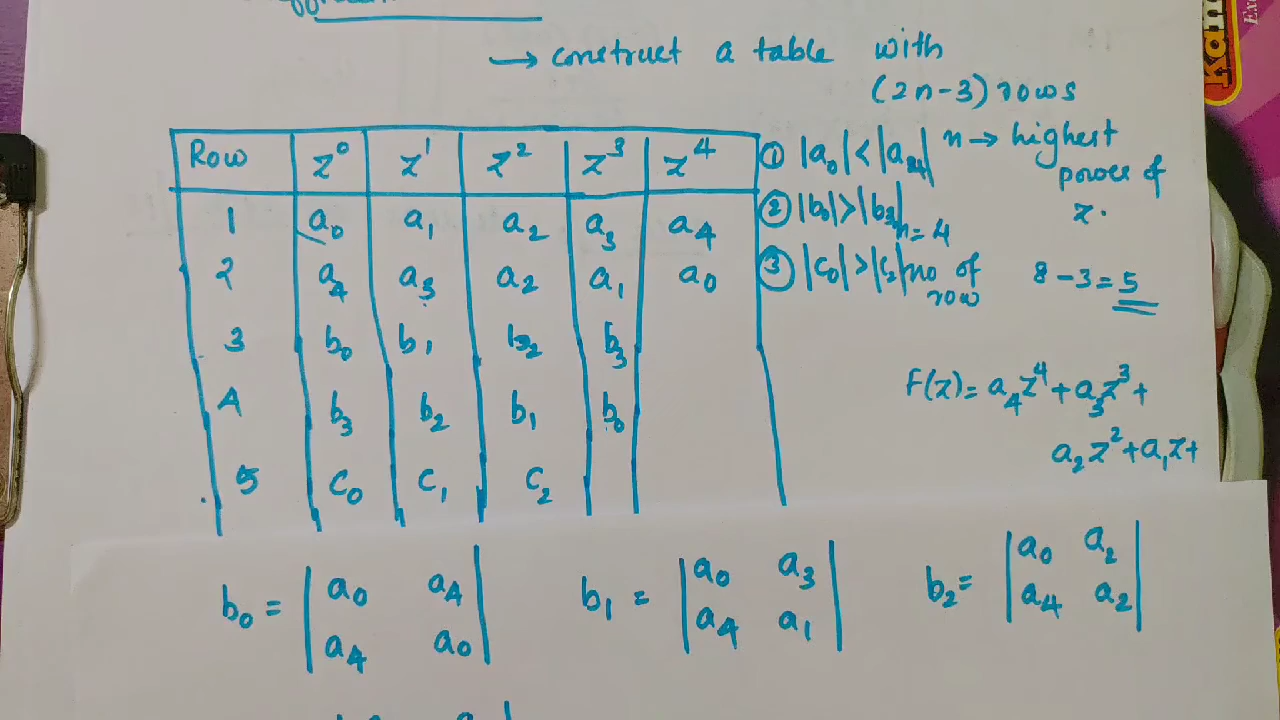 → construct a table with
(2n-3) rows
Row z⁰ z¹ z² z³ z⁴
1 a₀ a₁ a₂ a₃ a₄
2 a₄ a₃ a₂ a₁ a₀
3 b₀ b₁ b₂ b₃
4 b₃ b₂ b₁ b₀
5 c₀ c₁ c₂
① |a₀| < |a₄|
② |b₀| > |b₃|
③ |c₀| > |c₂|
n → highest
power of
z.
n = 4
no of
row
8 - 3 = 5
F(z) = a₄z⁴ + a₃z³ +
a₂z² + a₁z +
b₀ = | a₀ a₄ |
| a₄ a₀ |
b₁ = | a₀ a₃ |
| a₄ a₁ |
b₂ = | a₀ a₂ |
| a₄ a₂ |
Kam